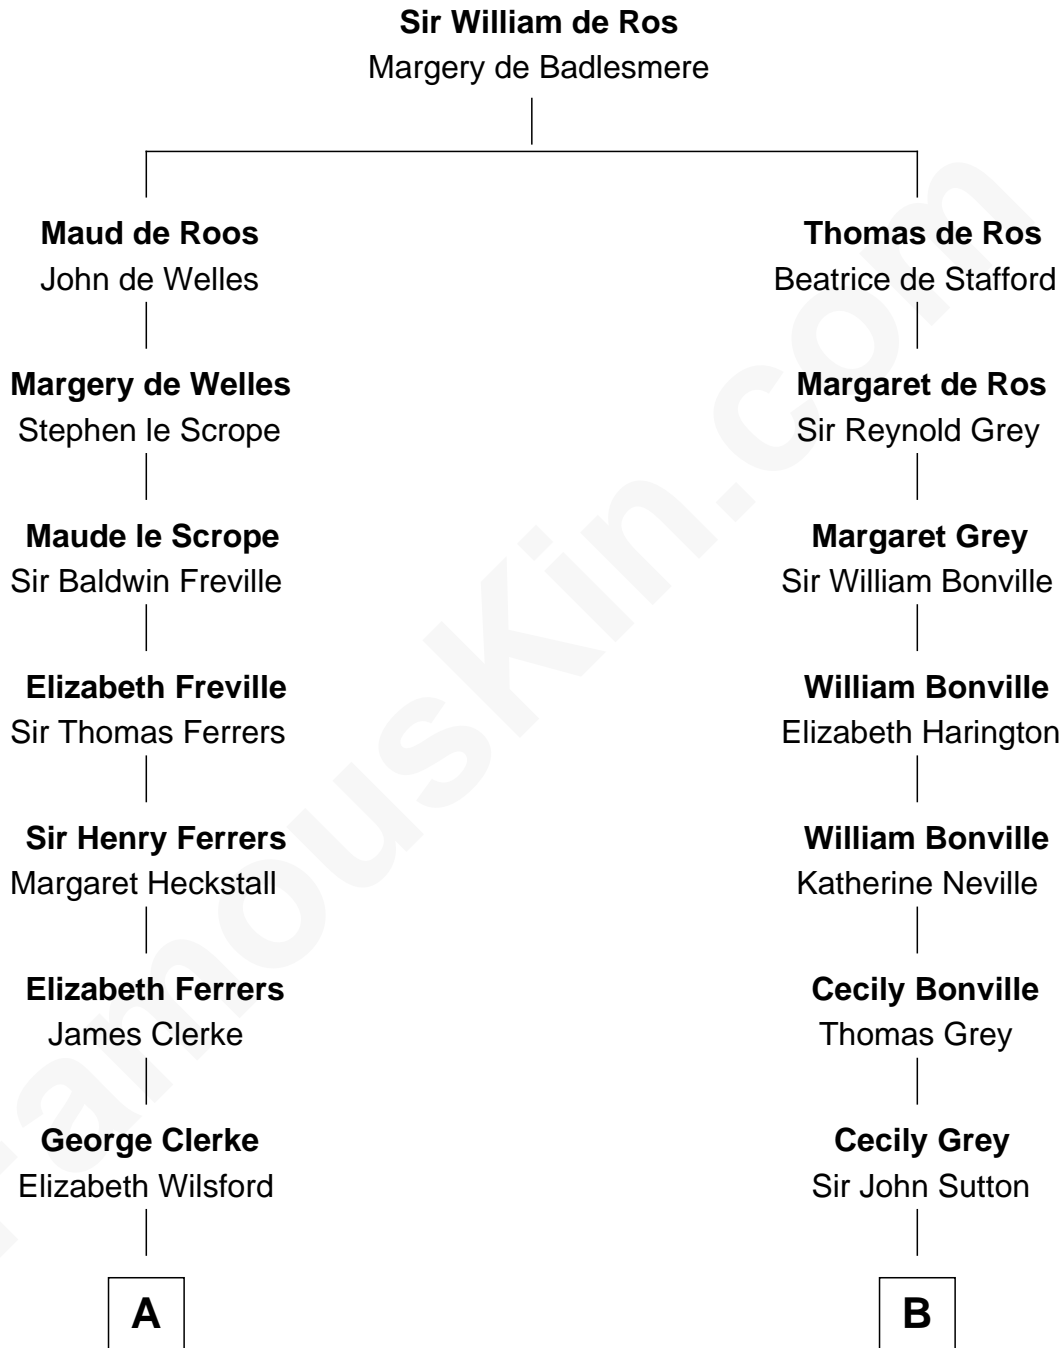 Sir William de Ros
Margery de Badlesmere
Maud de Roos
John de Welles
Margery de Welles
Stephen le Scrope
Maude le Scrope
Sir Baldwin Freville
Elizabeth Freville
Sir Thomas Ferrers
Sir Henry Ferrers
Margaret Heckstall
Elizabeth Ferrers
James Clerke
George Clerke
Elizabeth Wilsford
A
Thomas de Ros
Beatrice de Stafford
Margaret de Ros
Sir Reynold Grey
Margaret Grey
Sir William Bonville
William Bonville
Elizabeth Harington
William Bonville
Katherine Neville
Cecily Bonville
Thomas Grey
Cecily Grey
Sir John Sutton
B
FamousKin.com